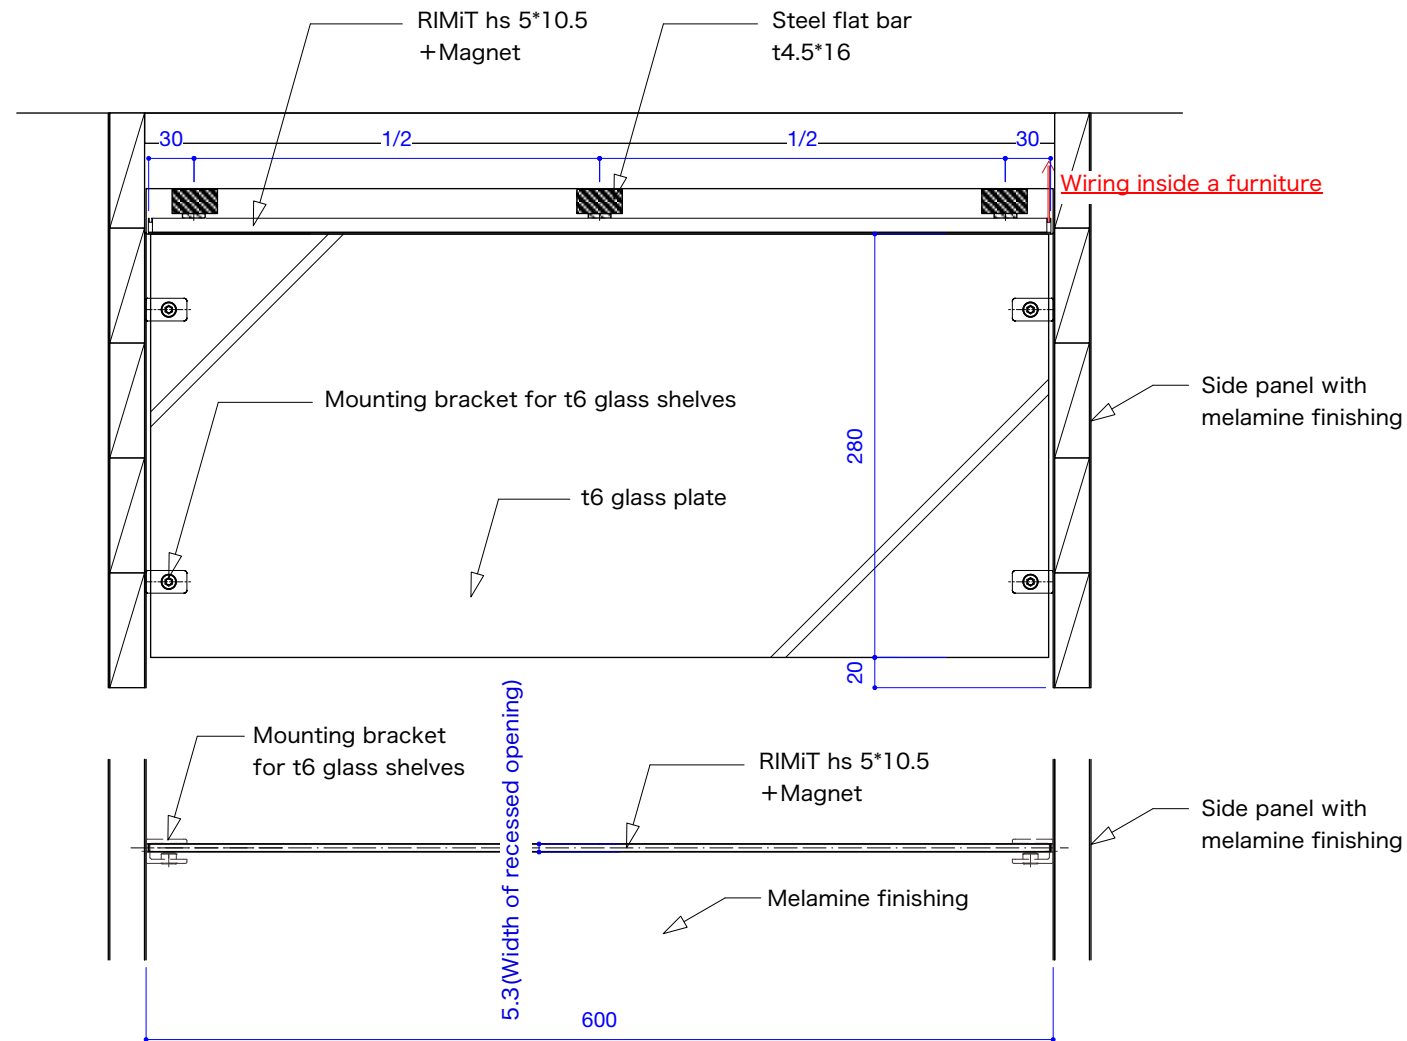 RIMiT hs 5*10.5
＋Magnet
Steel flat bar
t4.5*16
30
1/2
1/2
30
Wiring inside a furniture
Mounting bracket for t6 glass shelves
Side panel with
melamine finishing
280
t6 glass plate
20
Mounting bracket
for t6 glass shelves
5.3(Width of recessed opening)
RIMiT hs 5*10.5
＋Magnet
Side panel with
melamine finishing
Melamine finishing
600